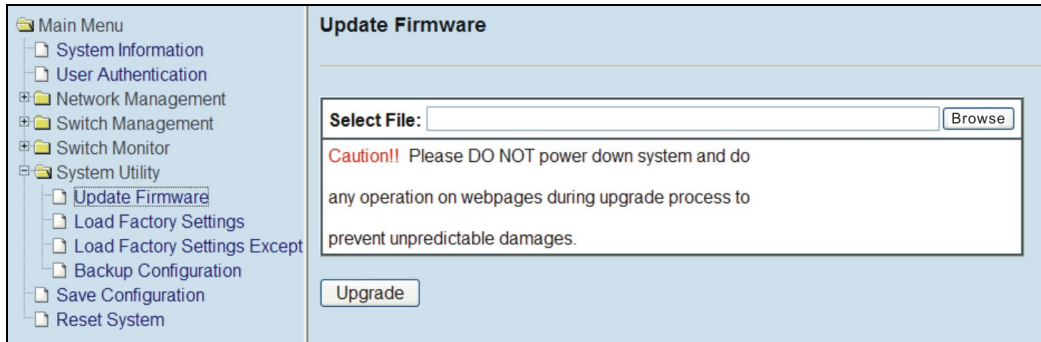 Main Menu
System Information
User Authentication
Network Management
Switch Management
Switch Monitor
System Utility
Update Firmware
Load Factory Settings
Load Factory Settings Except
Backup Configuration
Save Configuration
Reset System
Update Firmware
Select File: Browse
Caution!! Please DO NOT power down system and do
any operation on webpages during upgrade process to
prevent unpredictable damages.
Upgrade